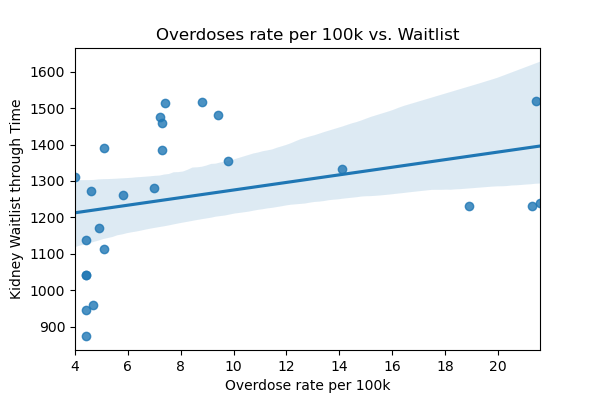 Overdoses rate per 100k vs. Waitlist
Kidney Waitlist through Time
1600
1500
1400
1300
1200
1100
1000
900
4 6 8 10 12 14 16 18 20
Overdose rate per 100k